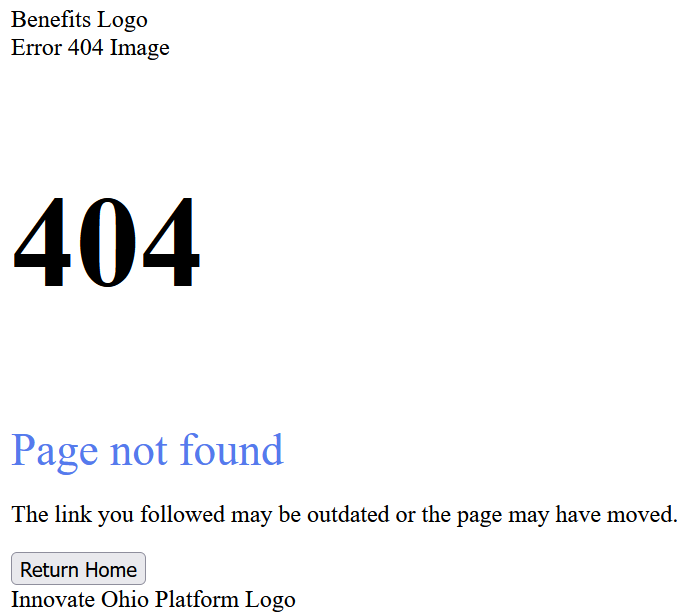 Benefits Logo
Error 404 Image
404
Page not found
The link you followed may be outdated or the page may have moved.
Return Home
Innovate Ohio Platform Logo